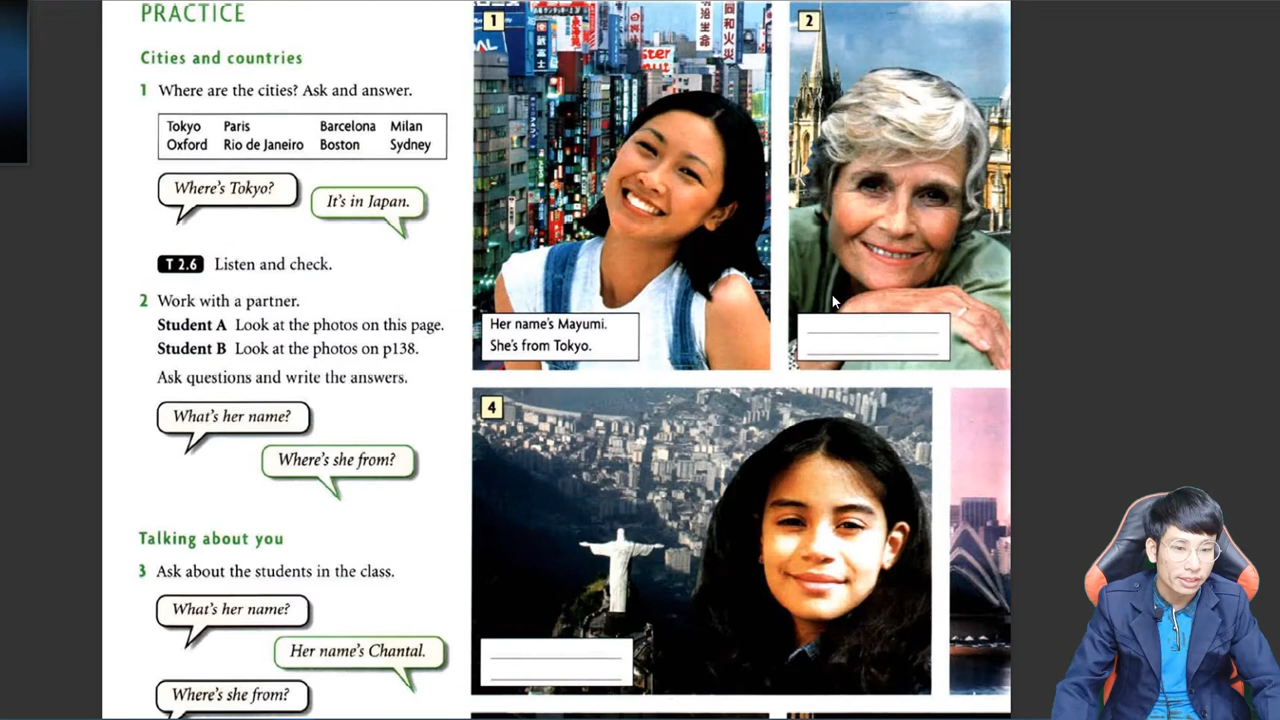 PRACTICE
Cities and countries
1 Where are the cities? Ask and answer.
Tokyo Paris Barcelona Milan
Oxford Rio de Janeiro Boston Sydney
Where's Tokyo?
It's in Japan.
T 2.6 Listen and check.
2 Work with a partner.
Student A Look at the photos on this page.
Student B Look at the photos on p138.
Ask questions and write the answers.
What's her name?
Where's she from?
Talking about you
3 Ask about the students in the class.
What's her name?
Her name's Chantal.
Where's she from?
1
Her name's Mayumi.
She's from Tokyo.
2
4